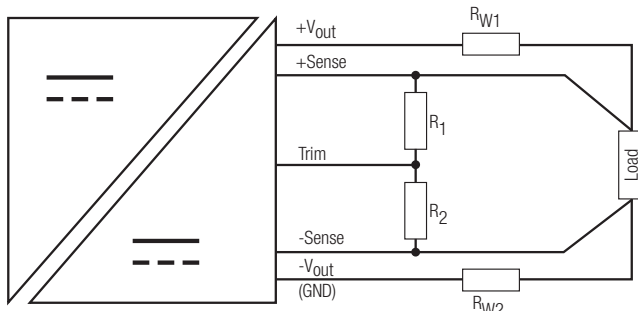 +Vout
RW1
+Sense
R1
Trim
Load
R2
-Sense
-Vout
(GND)
RW2